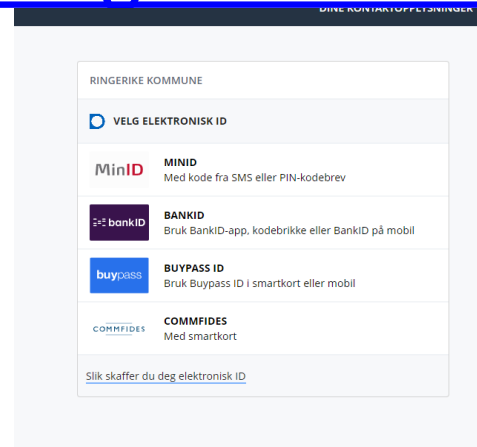 DINE KONTAKTOPPLYSNINGER
RINGERIKE KOMMUNE
VELG ELEKTRONISK ID
MinID
MINID
Med kode fra SMS eller PIN-kodebrev
bankID
BANKID
Bruk BankID-app, kodebrikke eller BankID på mobil
buypass
BUYPASS ID
Bruk Buypass ID i smartkort eller mobil
COMMFIDES
COMMFIDES
Med smartkort
Slik skaffer du deg elektronisk ID